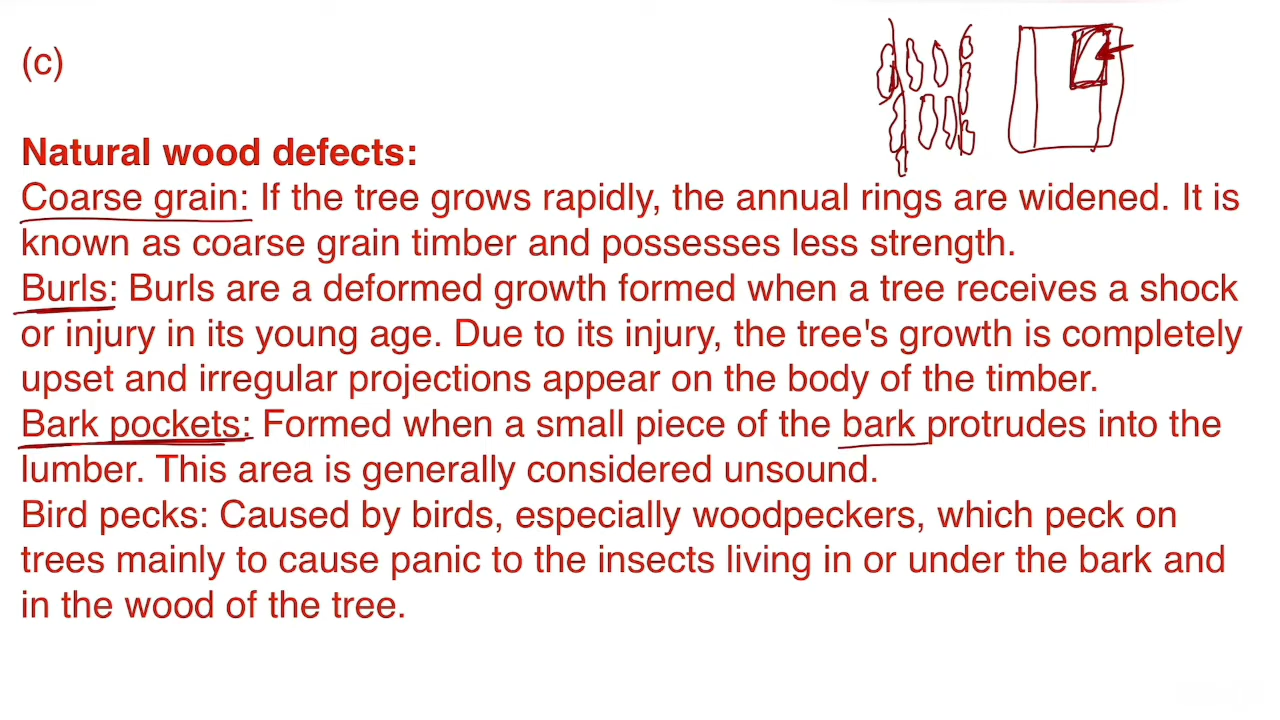 (c)
Natural wood defects:
Coarse grain: If the tree grows rapidly, the annual rings are widened. It is
known as coarse grain timber and possesses less strength.
Burls: Burls are a deformed growth formed when a tree receives a shock
or injury in its young age. Due to its injury, the tree's growth is completely
upset and irregular projections appear on the body of the timber.
Bark pockets: Formed when a small piece of the bark protrudes into the
lumber. This area is generally considered unsound.
Bird pecks: Caused by birds, especially woodpeckers, which peck on
trees mainly to cause panic to the insects living in or under the bark and
in the wood of the tree.